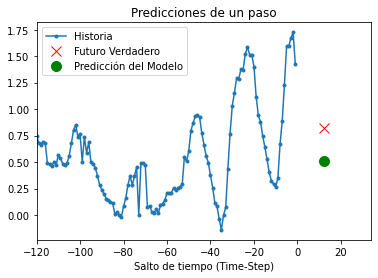 Predicciones de un paso
Historia
Futuro Verdadero
Predicción del Modelo
1.75
1.50
1.25
1.00
0.75
0.50
0.25
0.00
−120 −100 −80 −60 −40 −20 0 20
Salto de tiempo (Time-Step)